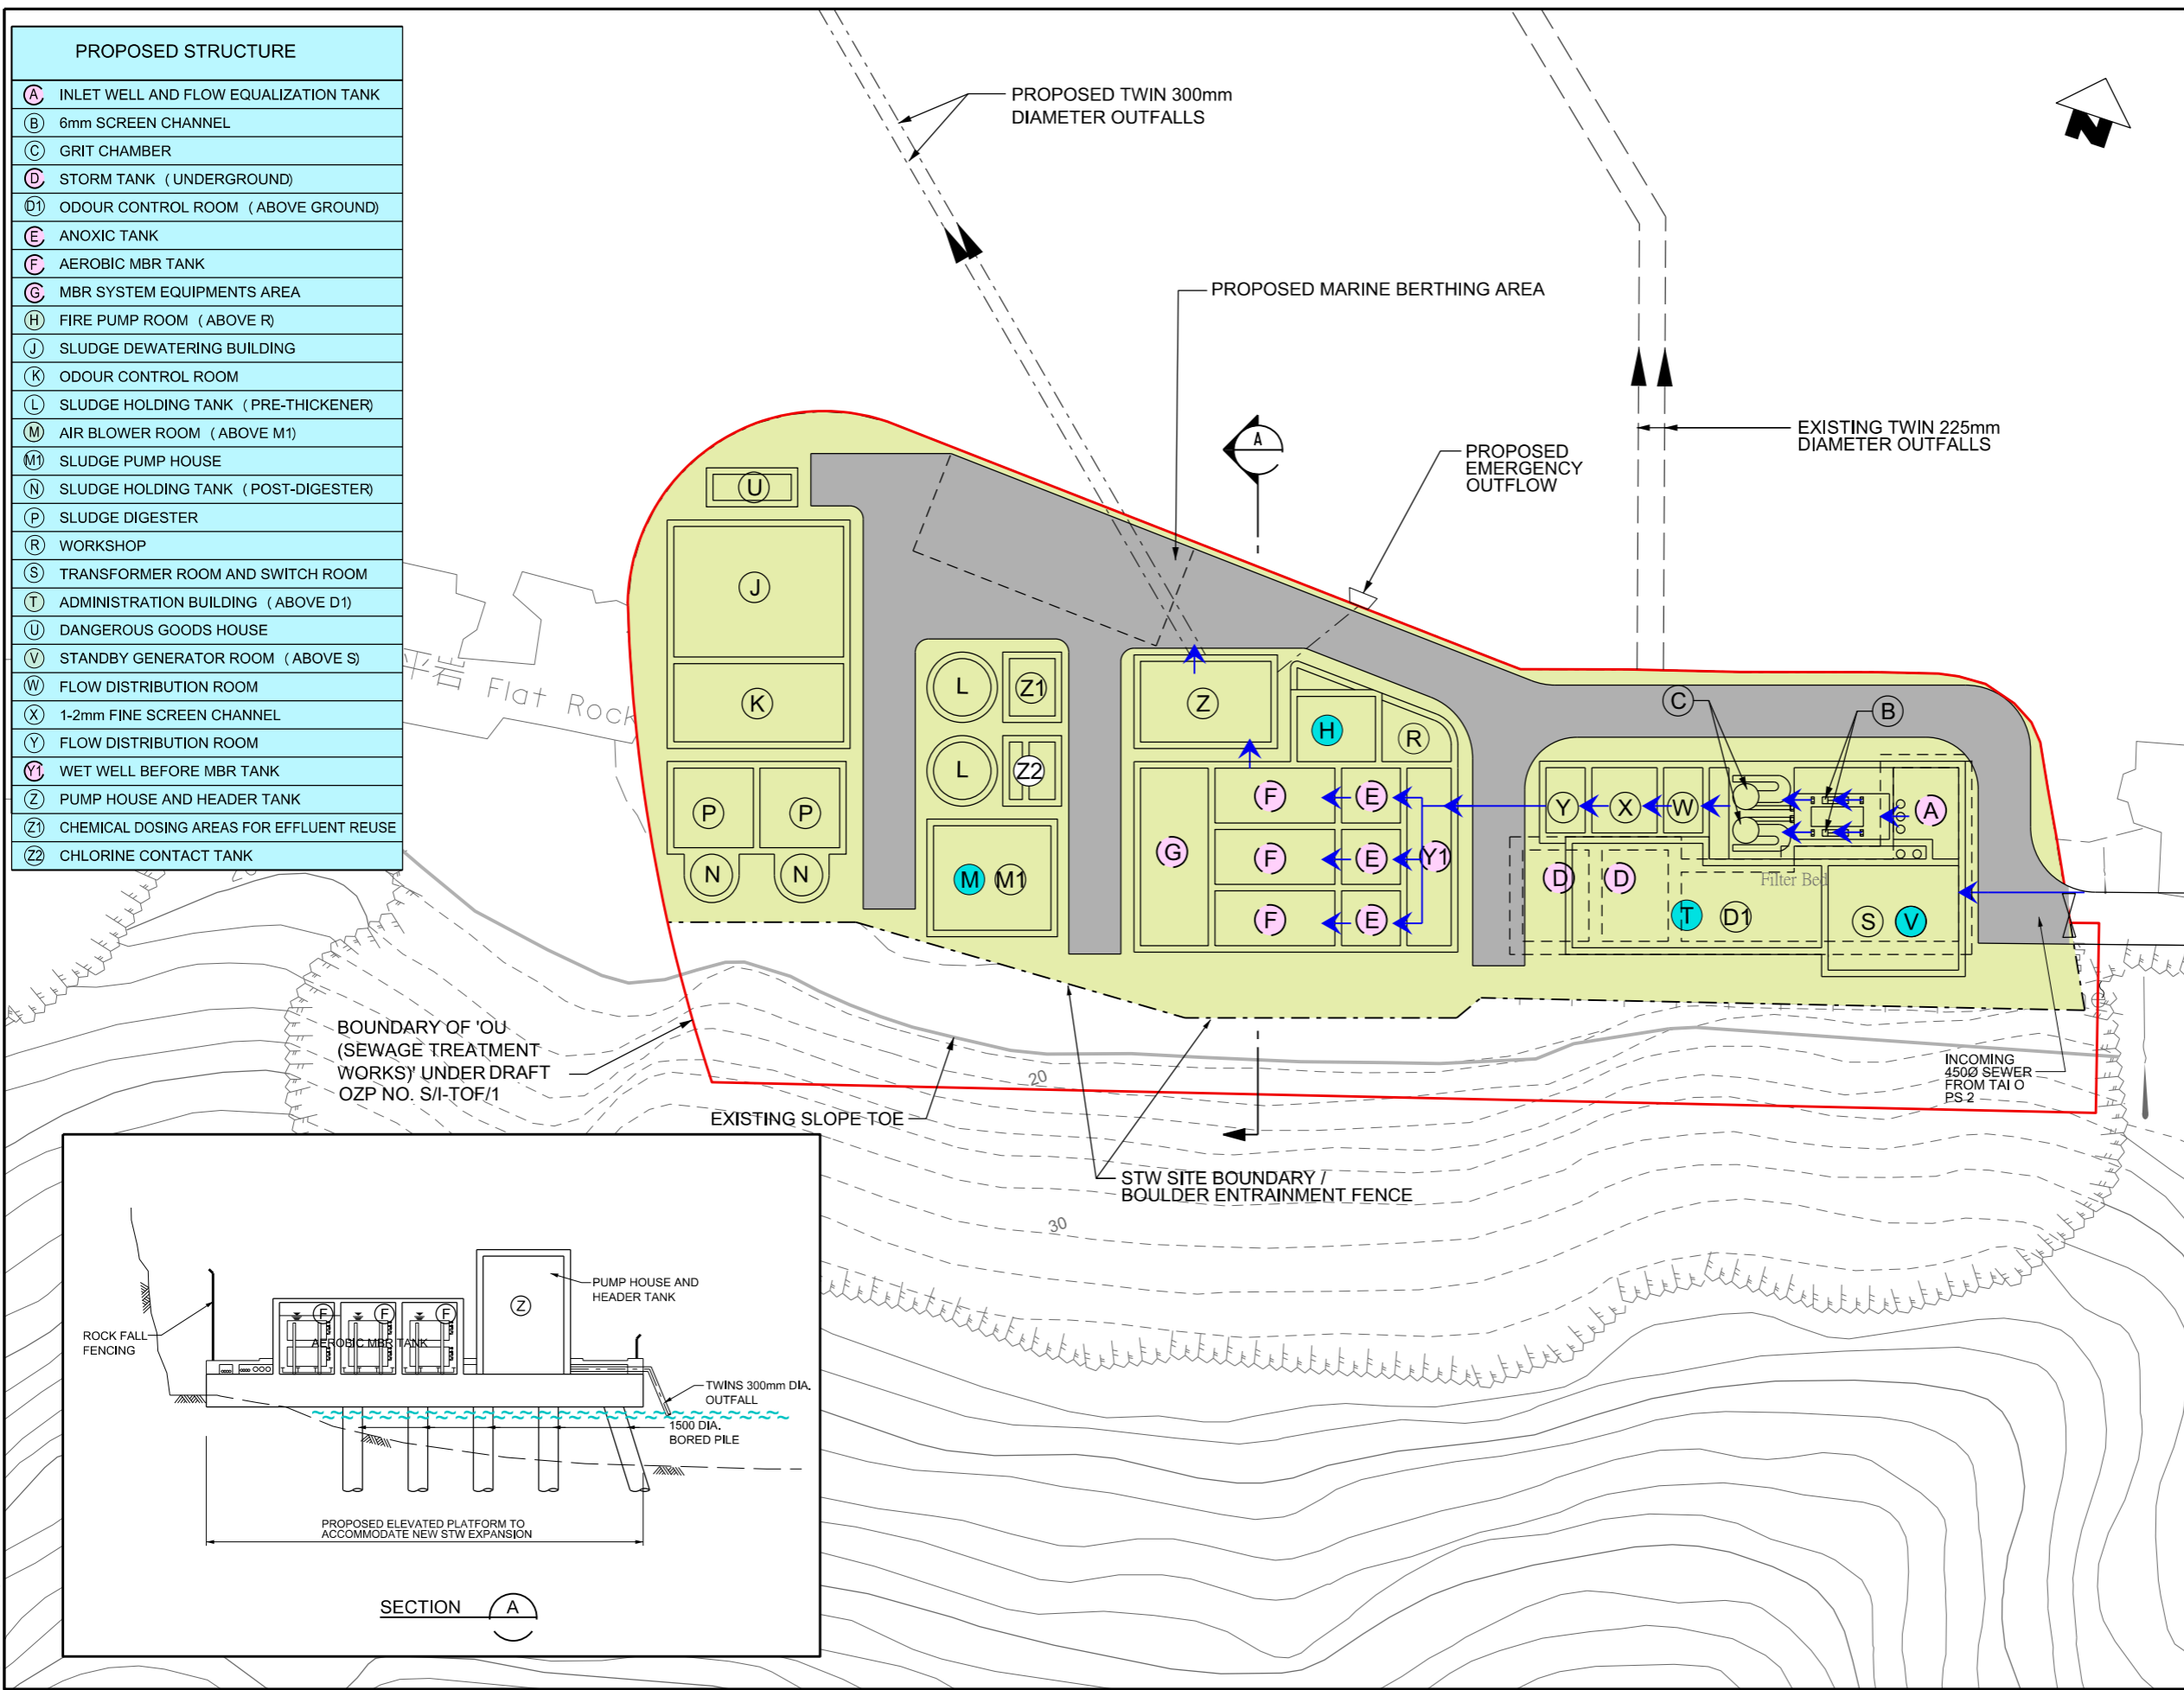 PROPOSED STRUCTURE
A INLET WELL AND FLOW EQUALIZATION TANK
B 6mm SCREEN CHANNEL
C GRIT CHAMBER
D STORM TANK (UNDERGROUND)
D1 ODOUR CONTROL ROOM (ABOVE GROUND)
E ANOXIC TANK
F AEROBIC MBR TANK
G MBR SYSTEM EQUIPMENTS AREA
H FIRE PUMP ROOM (ABOVE R)
J SLUDGE DEWATERING BUILDING
K ODOUR CONTROL ROOM
L SLUDGE HOLDING TANK (PRE-THICKENER)
M AIR BLOWER ROOM (ABOVE M1)
M1 SLUDGE PUMP HOUSE
N SLUDGE HOLDING TANK (POST-DIGESTER)
P SLUDGE DIGESTER
R WORKSHOP
S TRANSFORMER ROOM AND SWITCH ROOM
T ADMINISTRATION BUILDING (ABOVE D1)
U DANGEROUS GOODS HOUSE
V STANDBY GENERATOR ROOM (ABOVE S)
W FLOW DISTRIBUTION ROOM
X 1-2mm FINE SCREEN CHANNEL
Y FLOW DISTRIBUTION ROOM
Y1 WET WELL BEFORE MBR TANK
Z PUMP HOUSE AND HEADER TANK
Z1 CHEMICAL DOSING AREAS FOR EFFLUENT REUSE
Z2 CHLORINE CONTACT TANK
PROPOSED TWIN 300mm
DIAMETER OUTFALLS
N
PROPOSED MARINE BERTHING AREA
A
PROPOSED
EMERGENCY
OUTFLOW
EXISTING TWIN 225mm
DIAMETER OUTFALLS
U
J
K
L
Z1
L
Z2
P
P
N
N
M M1
Z
H
R
F
E
G
F
E
Y1
F
E
C
B
Y
X
W
A
D
D
Filter Bed
T D1
S V
平岩 Flat Rock
BOUNDARY OF 'OU
(SEWAGE TREATMENT
WORKS)' UNDER DRAFT
OZP NO. S/I-TOF/1
EXISTING SLOPE TOE
20
STW SITE BOUNDARY /
BOULDER ENTRAINMENT FENCE
30
INCOMING
450Ø SEWER
FROM TAI O
PS 2
ROCK FALL
FENCING
F
F
F
AEROBIC MBR TANK
Z
PUMP HOUSE AND
HEADER TANK
TWINS 300mm DIA.
OUTFALL
1500 DIA.
BORED PILE
PROPOSED ELEVATED PLATFORM TO
ACCOMMODATE NEW STW EXPANSION
SECTION A